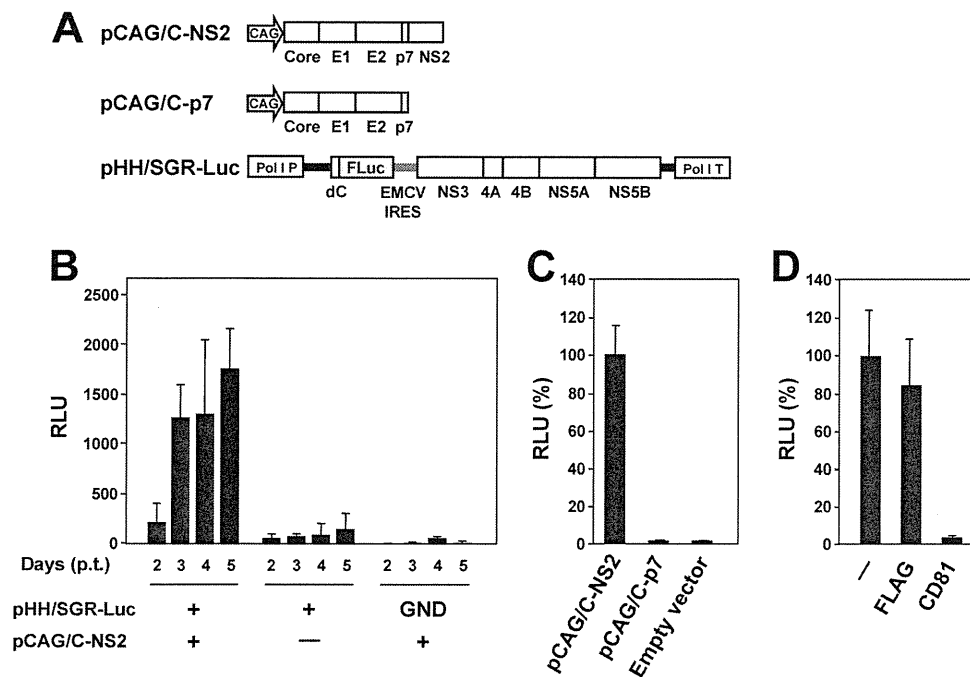 A
pCAG/C-NS2
CAG
Core E1 E2 p7 NS2
pCAG/C-p7
CAG
Core E1 E2 p7
pHH/SGR-Luc
Pol I P FLuc Pol I T
dC EMCV IRES NS3 4A 4B NS5A NS5B
B
RLU
2500
2000
1500
1000
500
0
Days (p.t.) 2 3 4 5 2 3 4 5 2 3 4 5
pHH/SGR-Luc + + GND
pCAG/C-NS2 + — +
C
RLU (%)
140
120
100
80
60
40
20
0
pCAG/C-NS2
pCAG/C-p7
Empty vector
D
RLU (%)
140
120
100
80
60
40
20
0
—
FLAG
CD81